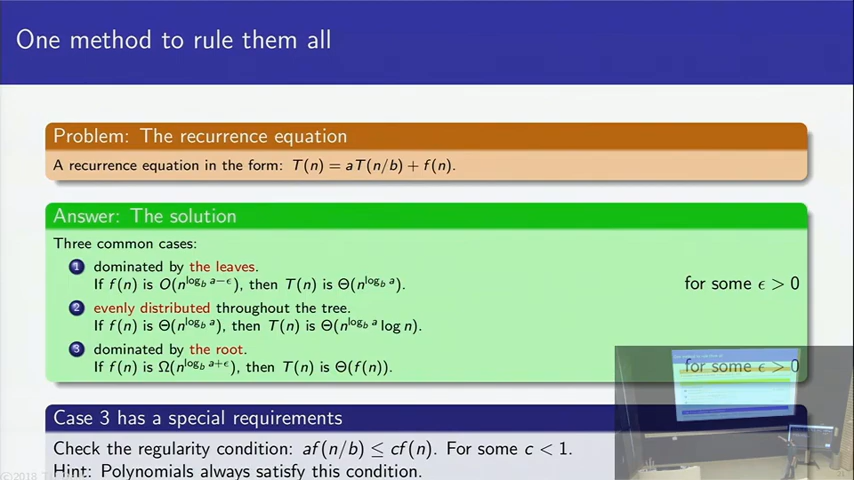 One method to rule them all
Problem: The recurrence equation
A recurrence equation in the form: T(n) = aT(n/b) + f(n).
Answer: The solution
Three common cases:
1 dominated by the leaves.
If f(n) is O(n^{log_b a−ϵ}), then T(n) is Θ(n^{log_b a}). for some ϵ > 0
2 evenly distributed throughout the tree.
If f(n) is Θ(n^{log_b a}), then T(n) is Θ(n^{log_b a} log n).
3 dominated by the root.
If f(n) is Ω(n^{log_b a+ϵ}), then T(n) is Θ(f(n)). for some ϵ > 0
Case 3 has a special requirements
Check the regularity condition: af(n/b) ≤ cf(n). For some c < 1.
Hint: Polynomials always satisfy this condition.
©2018